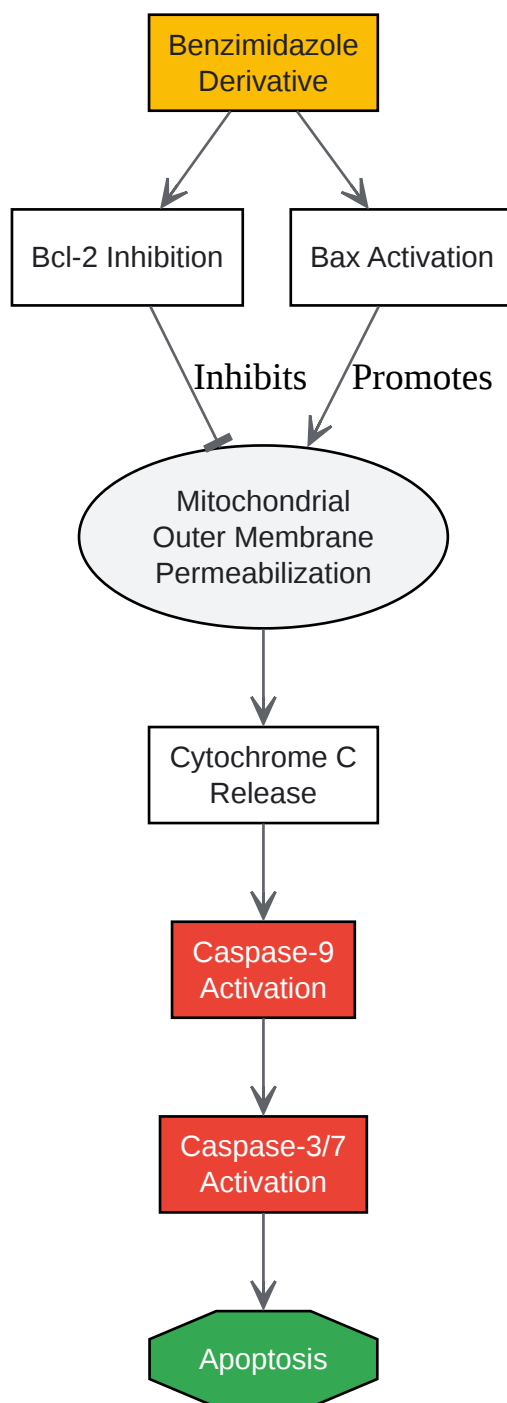 Benzimidazole
Derivative
Bcl-2 Inhibition
Bax Activation
Inhibits
Promotes
Mitochondrial
Outer Membrane
Permeabilization
Cytochrome C
Release
Caspase-9
Activation
Caspase-3/7
Activation
Apoptosis